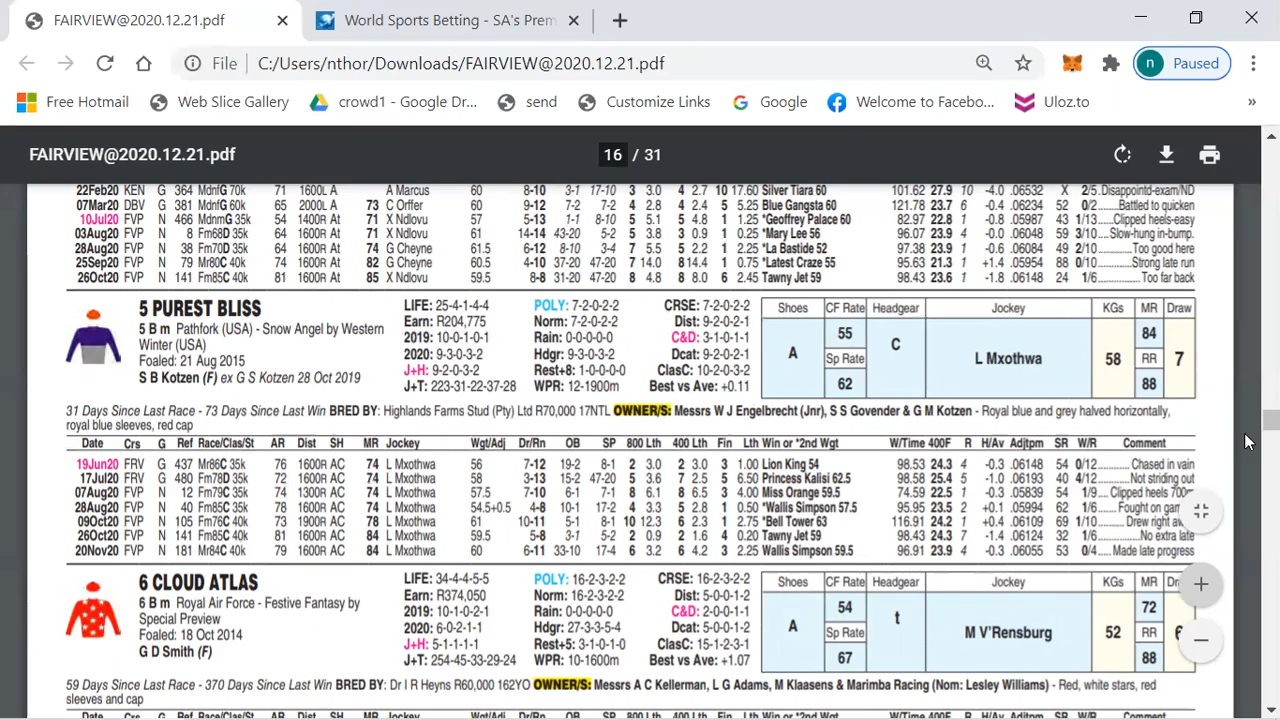 FAIRVIEW@2020.12.21.pdf
World Sports Betting - SA's Prem
File C:/Users/nthor/Downloads/FAIRVIEW@2020.12.21.pdf
n Paused
Free Hotmail Web Slice Gallery crowd1 - Google Dr... send Customize Links Google Welcome to Facebo... Uloz.to »
FAIRVIEW@2020.12.21.pdf 16 / 31
22Feb20 KEN G 364 MdnfG 70k 71 1600L A A Marcus 60 8-10 3-1 17-10 3 3.0 4 2.7 10 17.60 Silver Tiara 60 101.62 27.9 10 -4.0 .06532 X 2/5 Disappointd-exam/ND
07Mar20 DBV G 381 MdnfG 60k 65 2000L A 73 C Orffer 60 9-12 7-2 7-2 4 2.8 4 2.6 5 5.25 Blue Gangsta 60 121.78 23.7 6 -0.4 .06234 52 0/2 Battled to quicken
10Jul20 FVP N 466 MdnmG 35k 54 1400R At 71 X Ndlovu 57 5-13 1-1 8-10 4 5.1 5 4.8 1 1.25 *Geoffrey Palace 60 82.97 22.8 1 -0.8 .05987 43 1/13 Clipped heels-easy
03Aug20 FVP N 8 Fm68D 35k 64 1600R At 71 X Ndlovu 61 14-14 43-20 5-2 4 3.8 3 0.9 1 0.25 *Mary Lee 56 96.07 23.9 4 -0.0 .06048 59 3/10 Slow-hung in-bump.
28Aug20 FVP N 38 Fm70D 35k 64 1600R At 74 G Cheyne 61.5 6-12 8-10 3-4 7 5.5 5 2.2 1 2.25 *La Bastide 52 97.38 23.9 1 -0.6 .06084 49 2/10 Too good here
25Sep20 FVP N 79 Mr80C 40k 74 1600R At 82 G Cheyne 60.5 4-10 37-20 47-20 7 14.0 8 14.4 1 0.75 *Latest Craze 55 95.63 21.3 1 +1.4 .05954 88 0/10 Strong late run
26Oct20 FVP N 141 Fm85C 40k 81 1600R At 85 X Ndlovu 59.5 8-8 31-20 47-20 8 4.8 8 8.0 6 2.45 Tawny Jet 59 98.43 23.6 1 -1.8 .06148 24 1/6 Too far back
5 PUREST BLISS LIFE: 25-4-1-4-4 POLY: 7-2-0-2-2 CRSE: 7-2-0-2-2 Shoes CF Rate Headgear Jockey KGs MR Draw
5 B m Pathfork (USA) - Snow Angel by Western Earn: R204,775 Norm: 7-2-0-2-2 Dist: 9-2-0-2-1 55 C 84
Winter (USA) 2019: 10-0-1-0-1 Rain: 0-0-0-0-0 C&D: 3-1-0-1-1
Foaled: 21 Aug 2015 2020: 9-3-0-3-2 Hdgr: 9-3-0-3-2 Dcat: 9-2-0-2-1 A Sp Rate L Mxothwa 58 RR 7
S B Kotzen (F) ex G S Kotzen 28 Oct 2019 J+H: 9-2-0-3-2 Rest+8: 1-0-0-0-0 ClasC: 10-2-0-3-2
J+T: 223-31-22-37-28 WPR: 12-1900m Best vs Ave: +0.11 62 88
31 Days Since Last Race - 73 Days Since Last Win BRED BY: Highlands Farms Stud (Pty) Ltd R70,000 17NTL OWNER/S: Messrs W J Engelbrecht (Jnr), S S Govender & G M Kotzen - Royal blue and grey halved horizontally,
royal blue sleeves, red cap
Date Crs G Ref Race/Clas/St AR Dist SH MR Jockey Wgt/Adj Dr/Rn OB SP 800 Lth 400 Lth Fin Lth Win or *2nd Wgt W/Time 400F R H/Av Adjtpm SR W/R Comment
19Jun20 FRV G 437 Mr86C 35k 76 1600R AC 74 L Mxothwa 56 7-12 19-2 8-1 2 3.0 2 3.0 3 1.00 Lion King 54 98.53 24.3 4 -0.3 .06148 54 0/12 Chased in vain
17Jul20 FRV G 480 Fm78D 35k 72 1600R AC 74 L Mxothwa 58 3-13 15-2 47-20 5 3.6 7 2.5 5 6.50 Princess Kalisi 62.5 98.58 25.4 5 -1.0 .06193 40 4/12 Not striding out
07Aug20 FVP N 12 Fm79C 35k 74 1300R AC 74 L Mxothwa 57.5 7-10 6-1 7-1 8 6.1 8 6.5 3 4.00 Miss Orange 59.5 74.59 22.5 1 -0.3 .05839 54 1/9 Clipped heels 700m
28Aug20 FVP N 40 Fm78C 35k 78 1600R AC 74 L Mxothwa 54.5+0.5 4-8 10-1 17-2 4 3.3 5 2.8 1 0.50 *Wallis Simpson 57.5 95.95 23.5 2 +0.1 .05994 62 1/6 Fought on gam
09Oct20 FVP N 105 Fm76C 40k 73 1900R AC 78 L Mxothwa 61 10-11 5-1 8-1 10 12.3 6 2.3 1 2.75 *Bell Tower 63 116.91 24.2 1 +0.4 .06109 69 1/10 Drew right aw
26Oct20 FVP N 141 Fm85C 40k 81 1600R AC 84 L Mxothwa 59.5 5-8 3-1 5-2 2 0.9 2 1.6 4 0.20 Tawny Jet 59 98.43 24.3 7 -1.4 .06124 32 1/6 No extra late
20Nov20 FVP N 181 Mr84C 40k 79 1600R AC 84 L Mxothwa 60 6-11 33-10 17-4 6 3.2 6 4.2 3 2.25 Wallis Simpson 59.5 96.91 23.9 4 -0.3 .06055 53 0/4 Made late progress
6 CLOUD ATLAS LIFE: 34-4-4-5-5 POLY: 16-2-3-2-2 CRSE: 16-2-3-2-2 Shoes CF Rate Headgear Jockey KGs MR
6 B m Royal Air Force - Festive Fantasy by Earn: R374,050 Norm: 16-2-3-2-2 Dist: 5-0-0-1-2 54 t 72
Special Preview 2019: 10-1-0-2-1 Rain: 0-0-0-0-0 C&D: 2-0-0-1-1
Foaled: 18 Oct 2014 2020: 6-0-2-1-1 Hdgr: 27-3-3-5-4 Dcat: 5-0-0-1-2 A Sp Rate M V'Rensburg 52 RR
G D Smith (F) J+H: 5-1-1-1-1 Rest+5: 3-1-0-1-0 ClasC: 15-1-2-3-1
J+T: 254-45-33-29-24 WPR: 10-1600m Best vs Ave: +1.07 67 88
59 Days Since Last Race - 370 Days Since Last Win BRED BY: Dr I R Heyns R60,000 162YO OWNER/S: Messrs A C Kellerman, L G Adams, M Klaasens & Marimba Racing (Nom: Lesley Williams) - Red, white stars, red
sleeves and cap